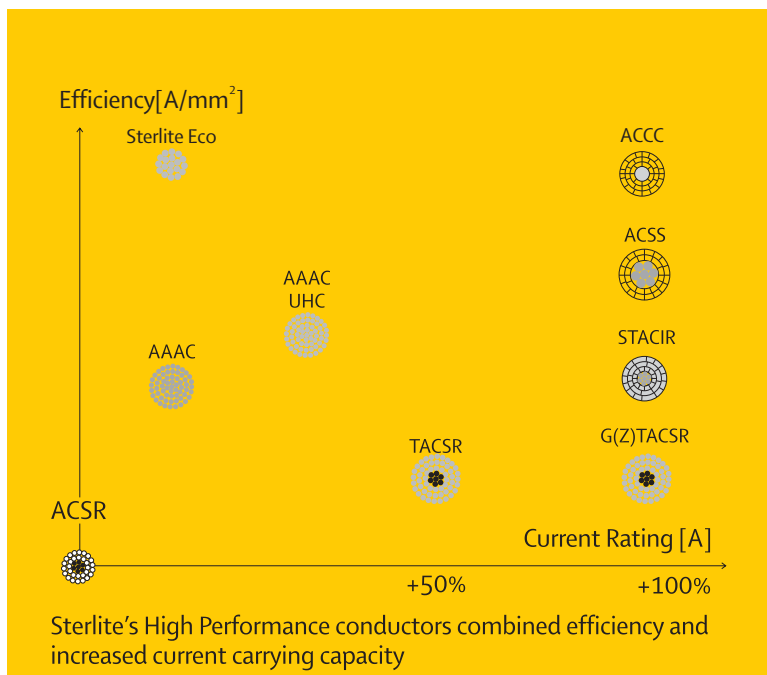 Efficiency[A/mm²]
Sterlite Eco
ACCC
ACSS
AAAC
UHC
STACIR
AAAC
G(Z)TACSR
TACSR
ACSR
Current Rating [A]
+50%
+100%
Sterlite’s High Performance conductors combined efficiency and
increased current carrying capacity